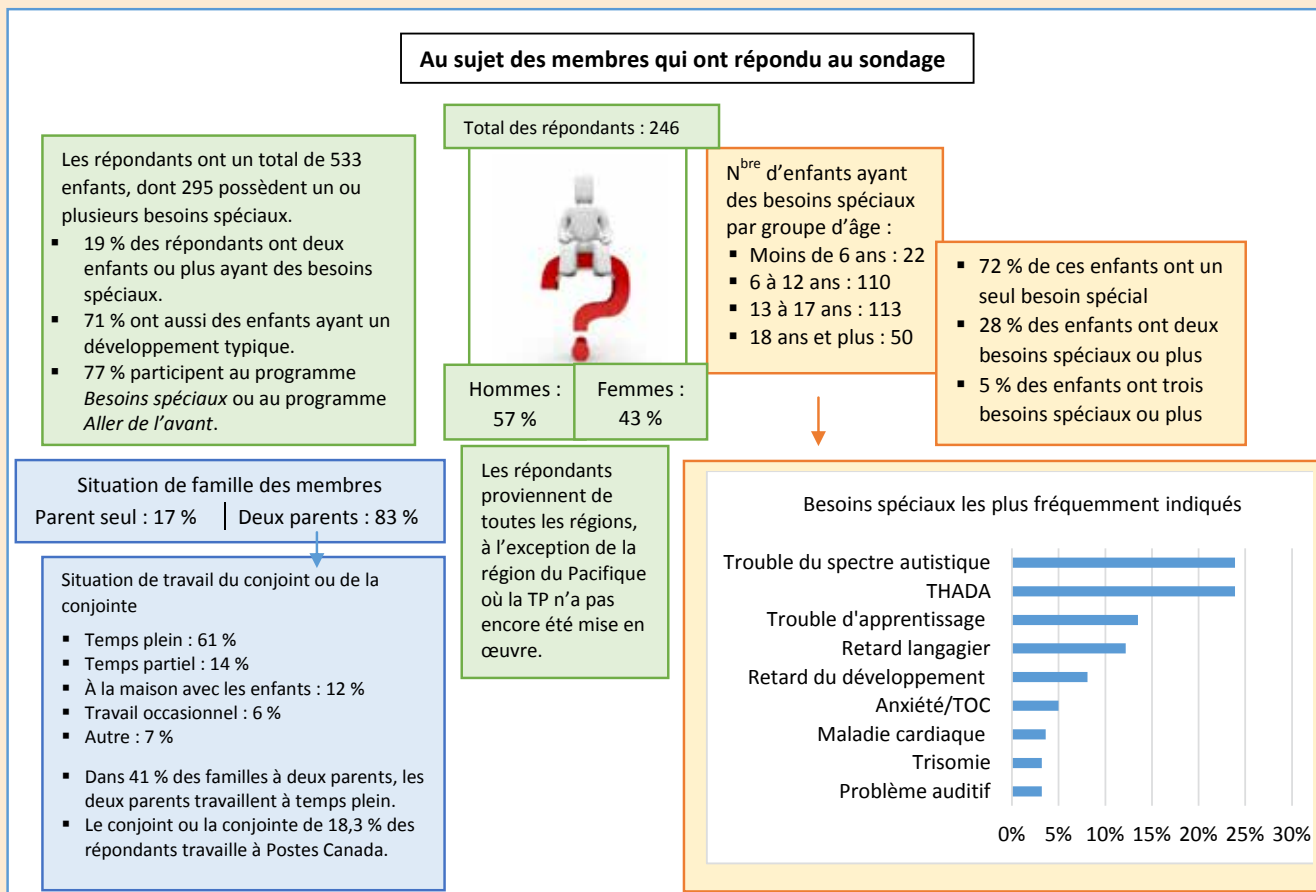 Au sujet des membres qui ont répondu au sondage
Total des répondants : 246
Les répondants ont un total de 533
enfants, dont 295 possèdent un ou
plusieurs besoins spéciaux.
▪ 19 % des répondants ont deux
enfants ou plus ayant des besoins
spéciaux.
▪ 71 % ont aussi des enfants ayant un
développement typique.
▪ 77 % participent au programme
Besoins spéciaux ou au programme
Aller de l’avant.
Hommes :
57 %
Femmes :
43 %
Nbre d’enfants ayant
des besoins spéciaux
par groupe d’âge :
▪ Moins de 6 ans : 22
▪ 6 à 12 ans : 110
▪ 13 à 17 ans : 113
▪ 18 ans et plus : 50
▪ 72 % de ces enfants ont un
seul besoin spécial
▪ 28 % des enfants ont deux
besoins spéciaux ou plus
▪ 5 % des enfants ont trois
besoins spéciaux ou plus
Situation de famille des membres
Parent seul : 17 % Deux parents : 83 %
Situation de travail du conjoint ou de la
conjointe
▪ Temps plein : 61 %
▪ Temps partiel : 14 %
▪ À la maison avec les enfants : 12 %
▪ Travail occasionnel : 6 %
▪ Autre : 7 %
▪ Dans 41 % des familles à deux parents, les
deux parents travaillent à temps plein.
▪ Le conjoint ou la conjointe de 18,3 % des
répondants travaille à Postes Canada.
Les répondants
proviennent de
toutes les régions,
à l’exception de la
région du Pacifique
où la TP n’a pas
encore été mise en
œuvre.
Besoins spéciaux les plus fréquemment indiqués
Trouble du spectre autistique
THADA
Trouble d'apprentissage
Retard langagier
Retard du développement
Anxiété/TOC
Maladie cardiaque
Trisomie
Problème auditif
0% 5% 10% 15% 20% 25% 30%